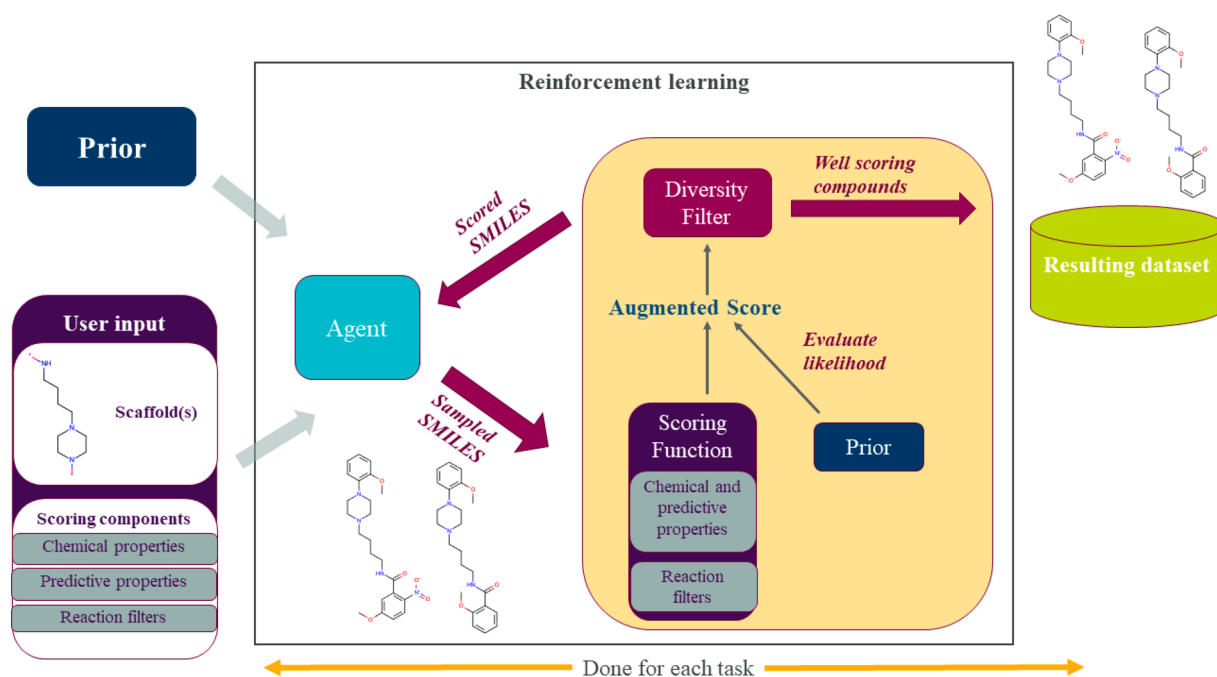 Reinforcement learning
Prior
Well scoring
compounds
Diversity
Filter
Scored
SMILES
Resulting dataset
Agent
Augmented Score
Evaluate
likelihood
User input
NH
N
N
Scaffold(s)
Sampled
SMILES
Scoring
Function
Prior
Chemical and
predictive
properties
Reaction
filters
Scoring components
Chemical properties
Predictive properties
Reaction filters
Done for each task